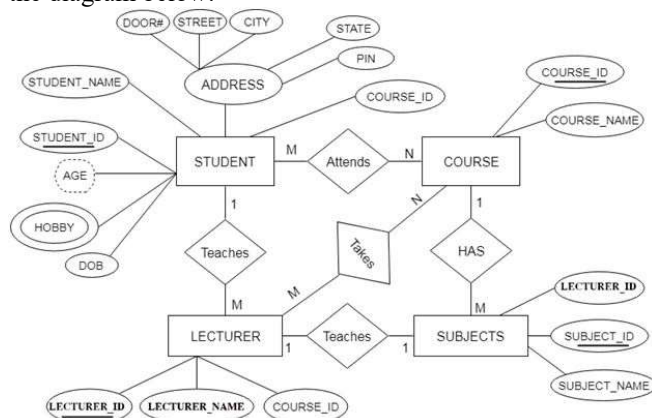 the diagram below.
DOOR# STREET CITY
STATE
ADDRESS
PIN
STUDENT_NAME
COURSE_ID
COURSE_ID
STUDENT_ID
COURSE_NAME
STUDENT M Attends N COURSE
AGE
1 N 1
HOBBY
Teaches Takes HAS
DOB
M M M
LECTURER_ID
LECTURER 1 Teaches 1 SUBJECTS
SUBJECT_ID
SUBJECT_NAME
LECTURER_ID LECTURER_NAME COURSE_ID